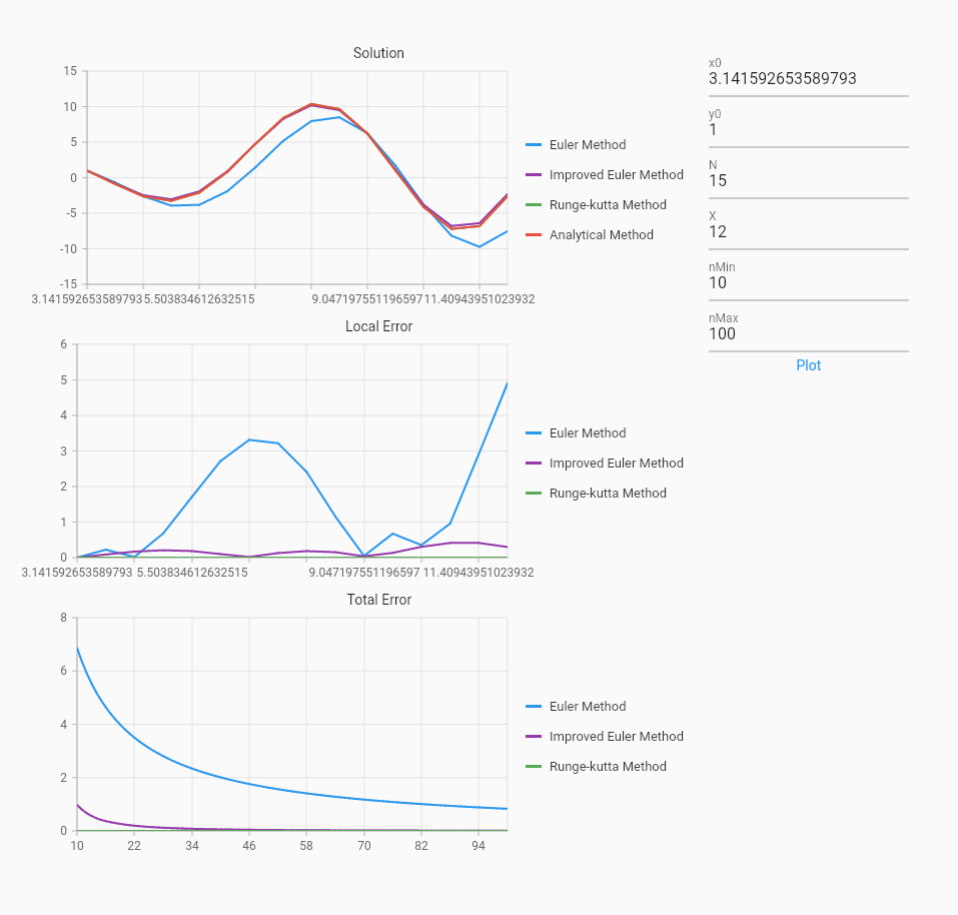 Solution
15
10
5
0
-5
-10
-15
3.141592653589793 5.503834612632515 9.047197551196597 11.40943951023932
Euler Method
Improved Euler Method
Runge-kutta Method
Analytical Method
Local Error
6
5
4
3
2
1
0
3.141592653589793 5.503834612632515 9.047197551196597 11.40943951023932
Euler Method
Improved Euler Method
Runge-kutta Method
Total Error
8
6
4
2
0
10 22 34 46 58 70 82 94
Euler Method
Improved Euler Method
Runge-kutta Method
x0
3.141592653589793
y0
1
N
15
X
12
nMin
10
nMax
100
Plot